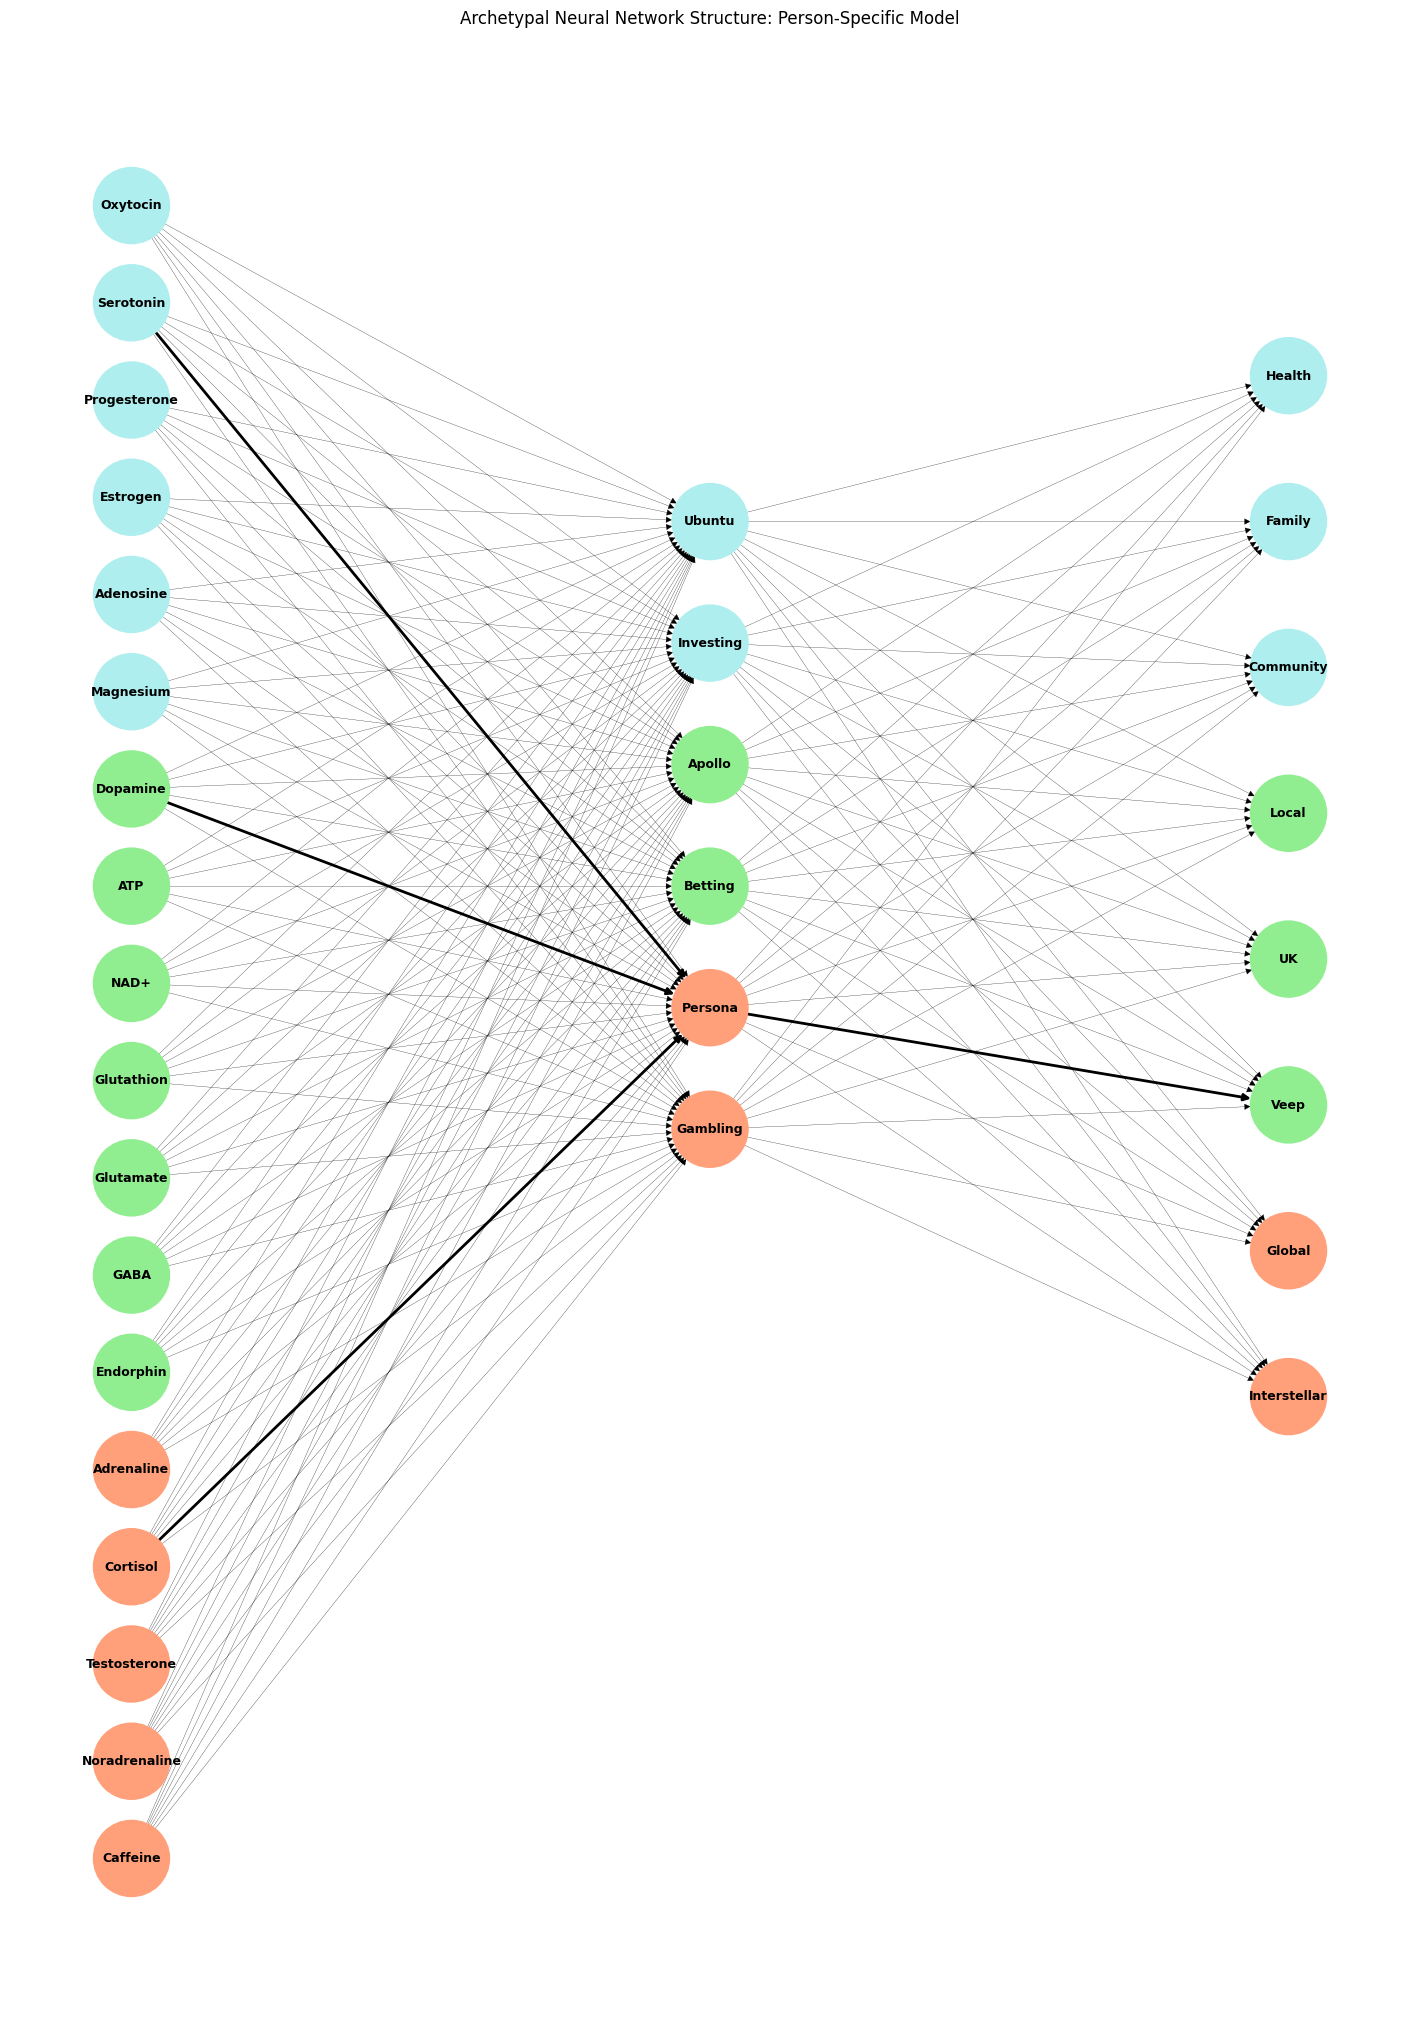 Archetypal Neural Network Structure: Person-Specific Model
Oxytocin
Serotonin
Progesterone
Estrogen
Adenosine
Magnesium
Dopamine
ATP
NAD+
Glutathion
Glutamate
GABA
Endorphin
Adrenaline
Cortisol
Testosterone
Noradrenaline
Caffeine
Ubuntu
Investing
Apollo
Betting
Persona
Gambling
Health
Family
Community
Local
UK
Veep
Global
Interstellar